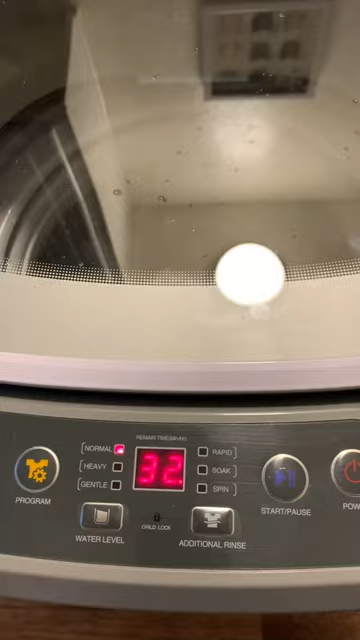 REMAIN TIME(Min/H)
NORMAL
HEAVY
GENTLE
32
RAPID
SOAK
SPIN
PROGRAM
START/PAUSE
POW
WATER LEVEL
CHILD LOCK
ADDITIONAL RINSE